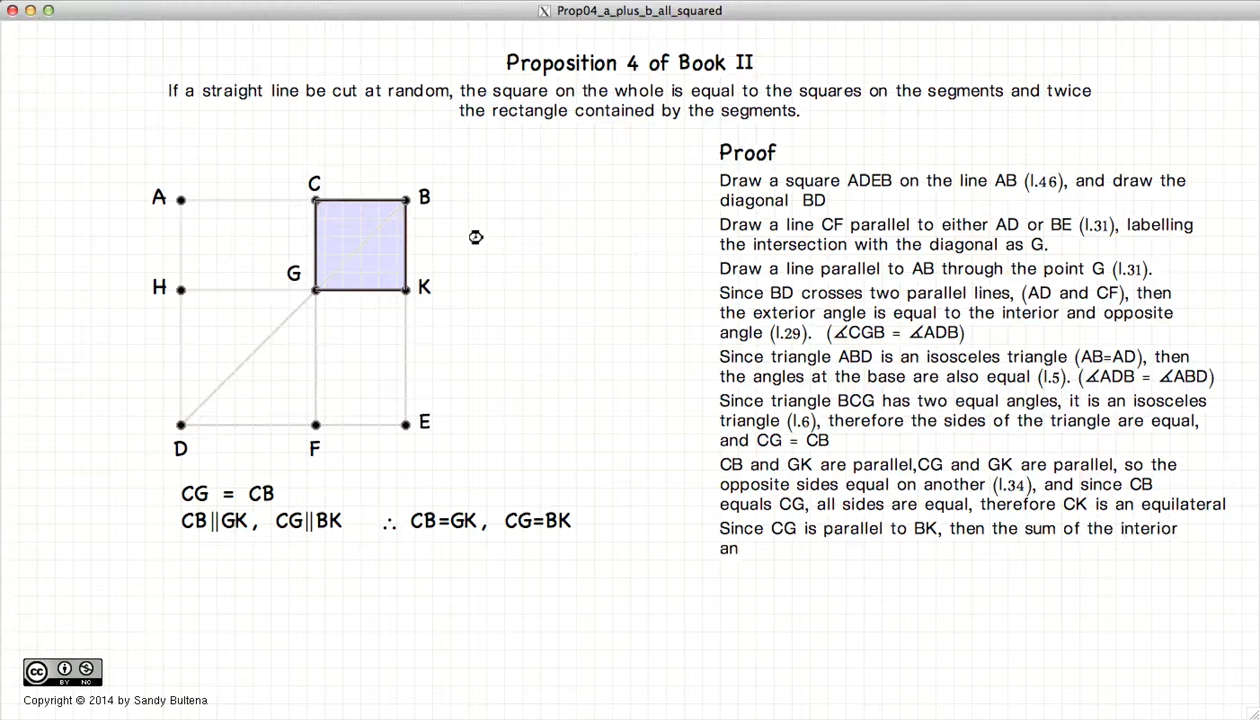 Prop04_a_plus_b_all_squared
Proposition 4 of Book II
If a straight line be cut at random, the square on the whole is equal to the squares on the segments and twice
the rectangle contained by the segments.
A
C
B
H
G
K
D
F
E
CG = CB
CB∥GK, CG∥BK ∴ CB=GK, CG=BK
Proof
Draw a square ADEB on the line AB (I.46), and draw the
diagonal BD
Draw a line CF parallel to either AD or BE (I.31), labelling
the intersection with the diagonal as G.
Draw a line parallel to AB through the point G (I.31).
Since BD crosses two parallel lines, (AD and CF), then
the exterior angle is equal to the interior and opposite
angle (I.29). (∡CGB = ∡ADB)
Since triangle ABD is an isosceles triangle (AB=AD), then
the angles at the base are also equal (I.5). (∡ADB = ∡ABD)
Since triangle BCG has two equal angles, it is an isosceles
triangle (I.6), therefore the sides of the triangle are equal,
and CG = CB
CB and GK are parallel,CG and GK are parallel, so the
opposite sides equal on another (I.34), and since CB
equals CG, all sides are equal, therefore CK is an equilateral
Since CG is parallel to BK, then the sum of the interior
an
cc
BY NC
Copyright © 2014 by Sandy Bultena